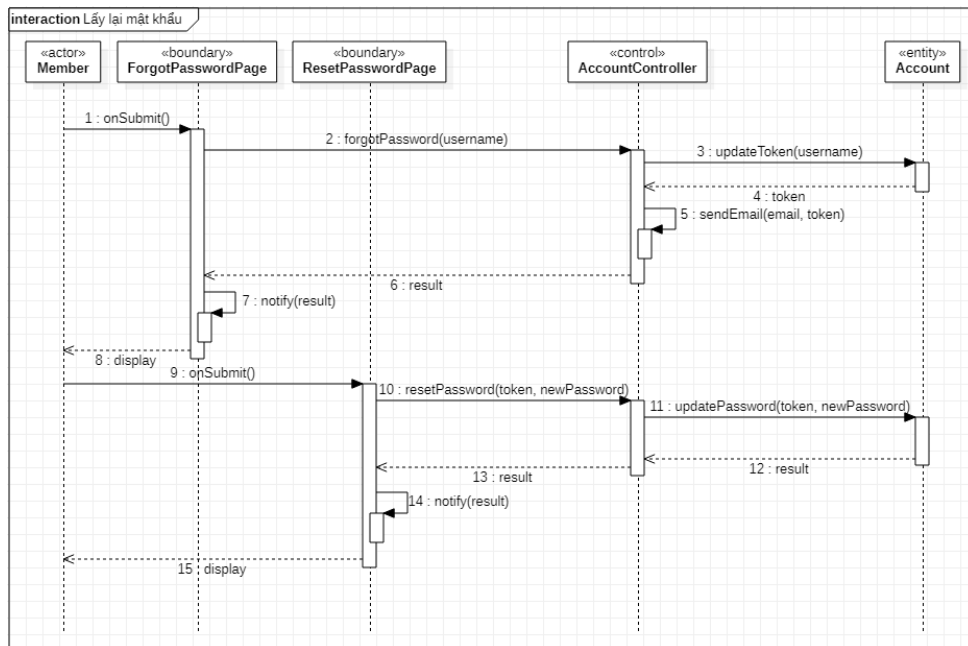 interaction Lấy lại mật khẩu
«actor»
Member
«boundary»
ForgotPasswordPage
«boundary»
ResetPasswordPage
«control»
AccountController
«entity»
Account
1 : onSubmit()
2 : forgotPassword(username)
3 : updateToken(username)
4 : token
5 : sendEmail(email, token)
6 : result
7 : notify(result)
8 : display
9 : onSubmit()
10 : resetPassword(token, newPassword)
11 : updatePassword(token, newPassword)
12 : result
13 : result
14 : notify(result)
15 : display